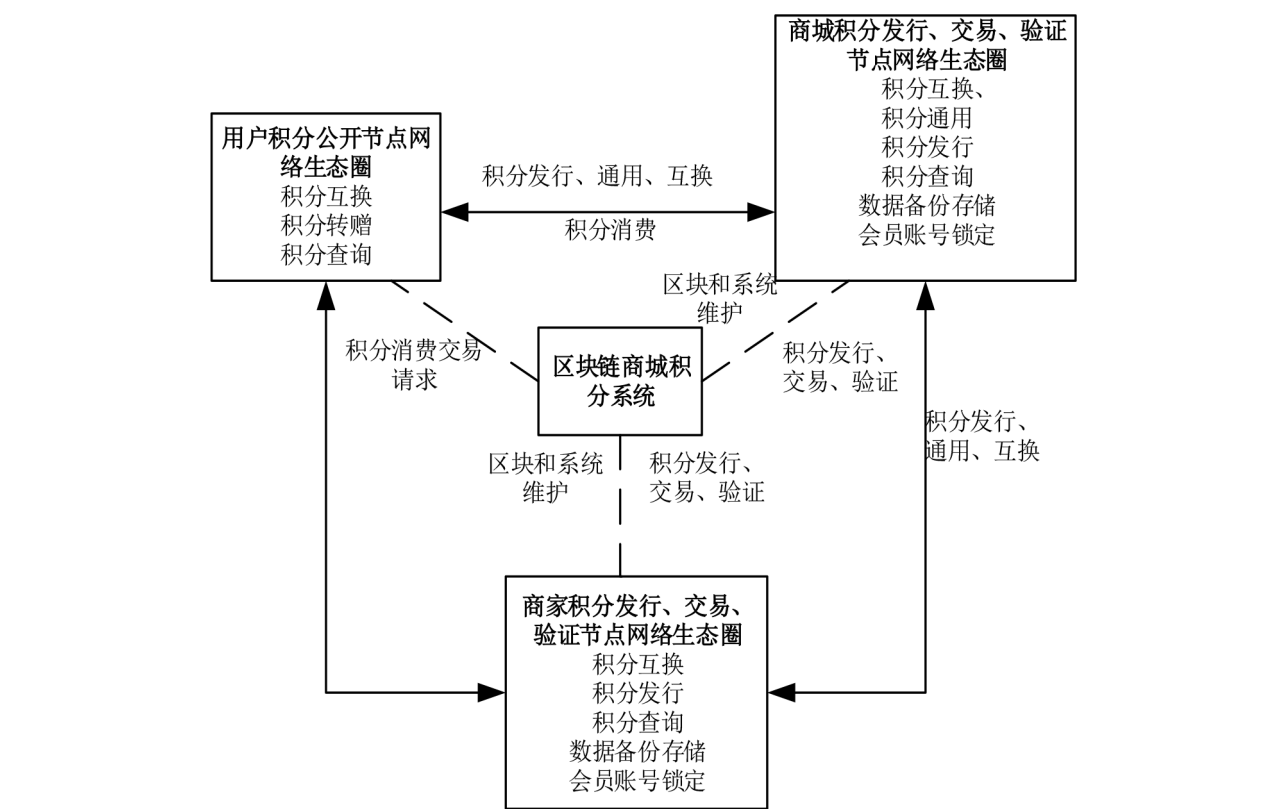 商城积分发行、交易、验证
节点网络生态圈
积分互换、
积分通用
积分发行
积分查询
数据备份存储
会员账号锁定
用户积分公开节点网
络生态圈
积分互换
积分转赠
积分查询
积分发行、通用、互换
积分消费
区块和系统
维护
积分消费交易
请求
区块链商城积
分系统
积分发行、
交易、验证
积分发行、
通用、互换
区块和系统
维护
积分发行、
交易、验证
商家积分发行、交易、
验证节点网络生态圈
积分互换
积分发行
积分查询
数据备份存储
会员账号锁定